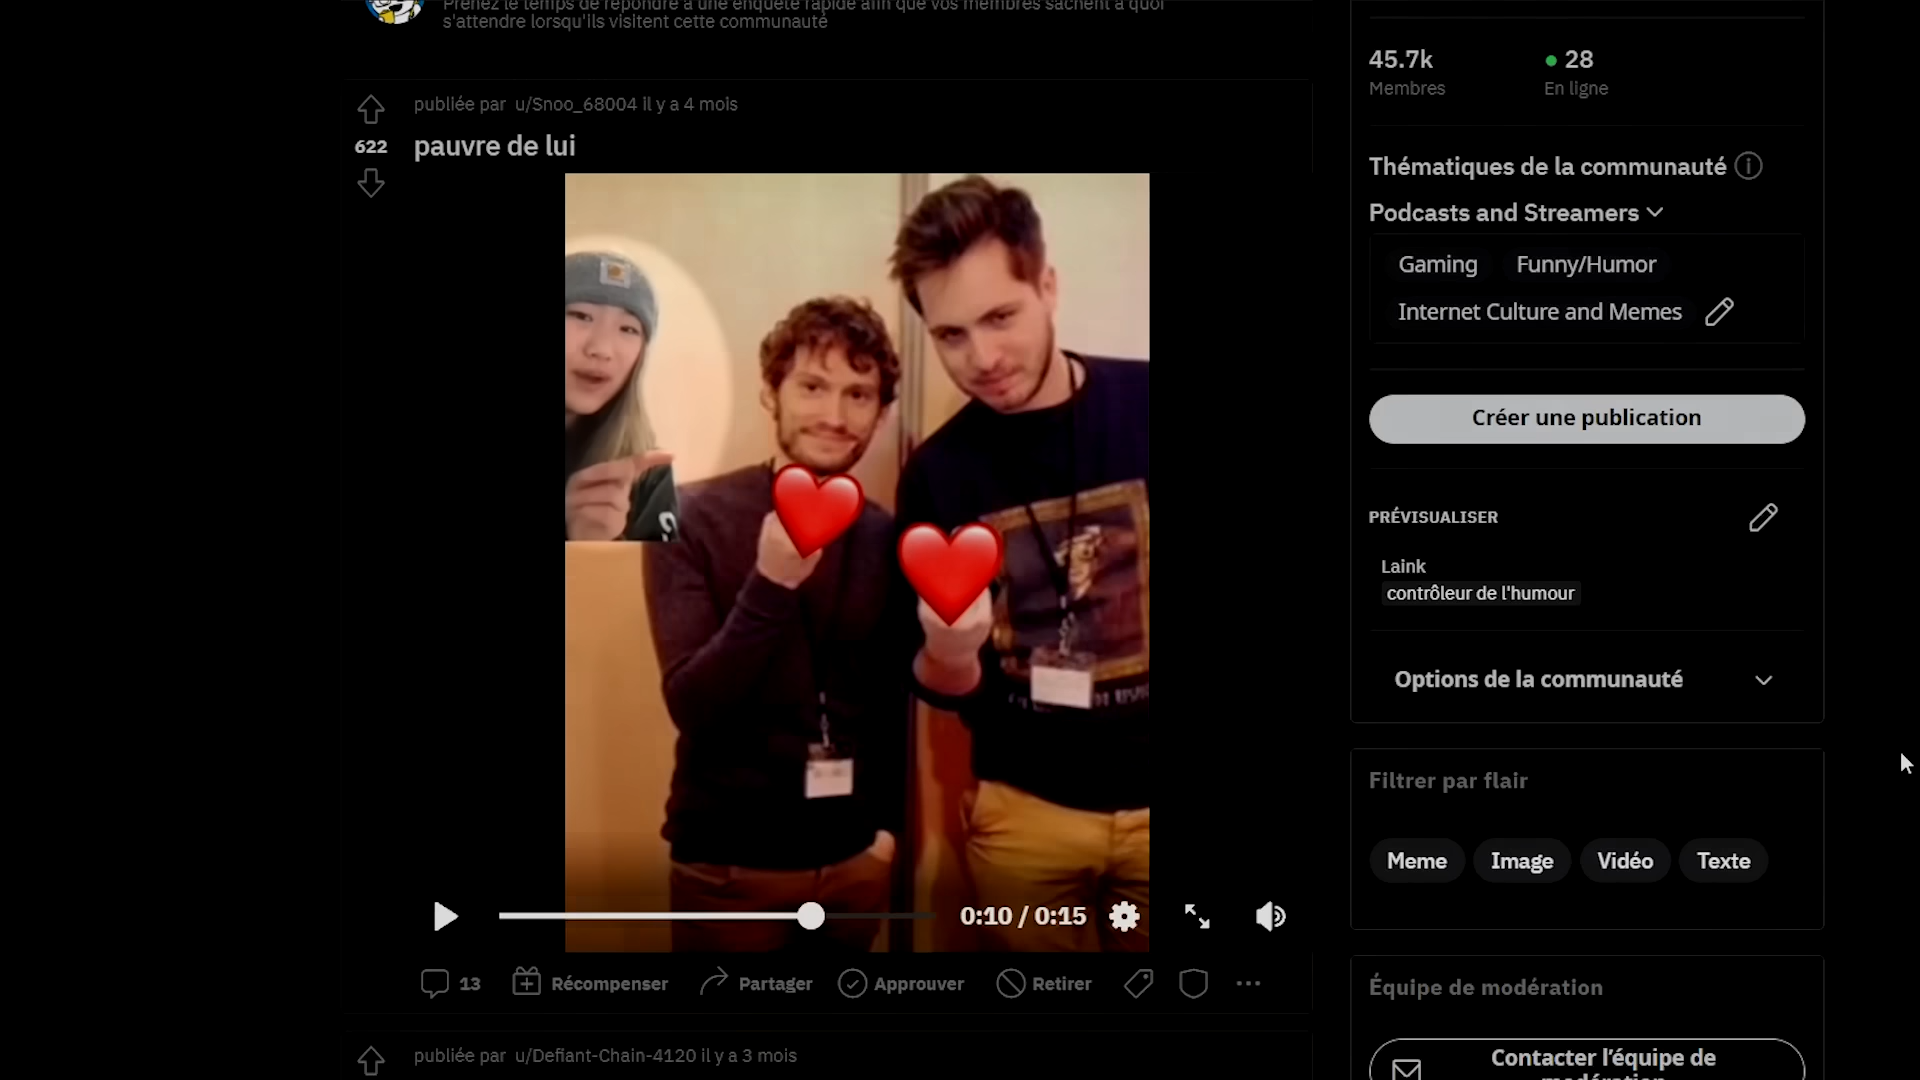 Prenez le temps de répondre à une enquête rapide afin que vos membres sachent à quoi
s'attendre lorsqu'ils visitent cette communauté
publiée par u/Snoo_68004 il y a 4 mois
622
pauvre de lui
0:10 / 0:15
13
Récompenser
Partager
Approuver
Retirer
publiée par u/Defiant-Chain-4120 il y a 3 mois
45.7k
28
Membres
En ligne
Thématiques de la communauté
Podcasts and Streamers
Gaming
Funny/Humor
Internet Culture and Memes
Créer une publication
PRÉVISUALISER
Laink
contrôleur de l'humour
Options de la communauté
Filtrer par flair
Meme
Image
Vidéo
Texte
Équipe de modération
Contacter l'équipe de
modération